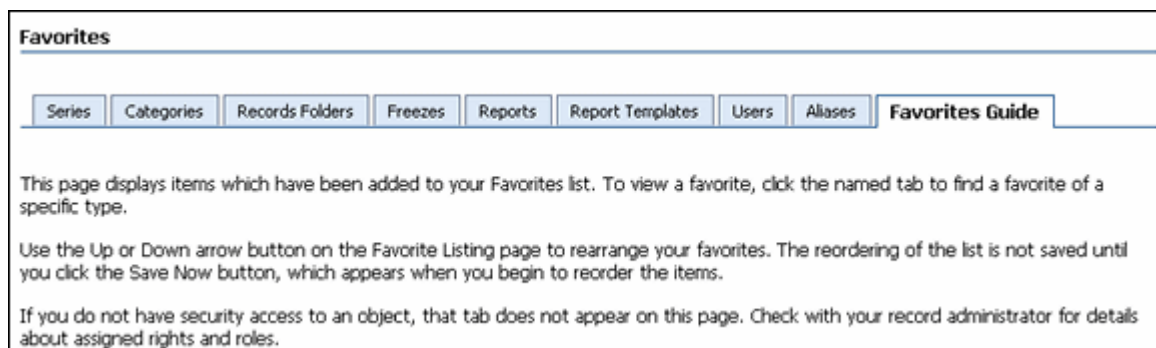 Favorites
Series Categories Records Folders Freezes Reports Report Templates Users Aliases Favorites Guide
This page displays items which have been added to your Favorites list. To view a favorite, click the named tab to find a favorite of a
specific type.
Use the Up or Down arrow button on the Favorite Listing page to rearrange your favorites. The reordering of the list is not saved until
you click the Save Now button, which appears when you begin to reorder the items.
If you do not have security access to an object, that tab does not appear on this page. Check with your record administrator for details
about assigned rights and roles.